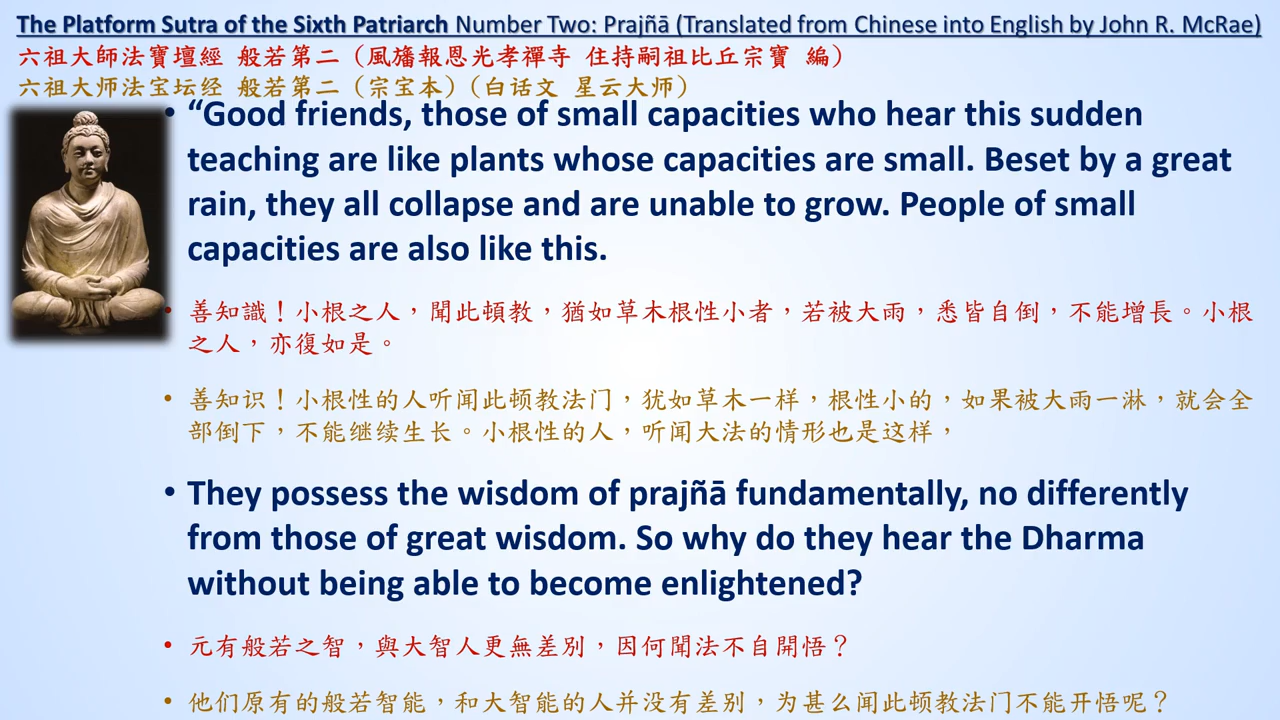 The Platform Sutra of the Sixth Patriarch Number Two: Prajñā (Translated from Chinese into English by John R. McRae)
六祖大師法寶壇經 般若第二（風旛報恩光孝禪寺 住持嗣祖比丘宗寶 編）
六祖大师法宝坛经 般若第二（宗宝本）（白话文 星云大师）
• “Good friends, those of small capacities who hear this sudden
teaching are like plants whose capacities are small. Beset by a great
rain, they all collapse and are unable to grow. People of small
capacities are also like this.
• 善知識！小根之人，聞此頓教，猶如草木根性小者，若被大雨，悉皆自倒，不能增長。小根
之人，亦復如是。
• 善知识！小根性的人听闻此顿教法门，犹如草木一样，根性小的，如果被大雨一淋，就会全
部倒下，不能继续生长。小根性的人，听闻大法的情形也是这样，
• They possess the wisdom of prajñā fundamentally, no differently
from those of great wisdom. So why do they hear the Dharma
without being able to become enlightened?
• 元有般若之智，與大智人更無差別，因何聞法不自開悟？
• 他们原有的般若智能，和大智能的人并没有差别，为甚么闻此顿教法门不能开悟呢？